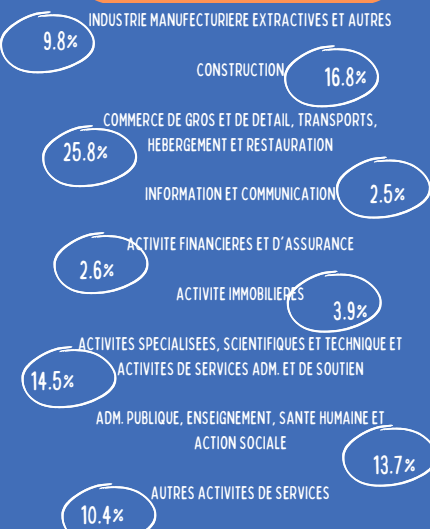 INDUSTRIE MANUFECTURIERE EXTRACTIVES ET AUTRES
9.8%
CONSTRUCTION
16.8%
COMMERCE DE GROS ET DE DETAIL, TRANSPORTS,
HEBERGEMENT ET RESTAURATION
25.8%
INFORMATION ET COMMUNICATION
2.5%
ACTIVITE FINANCIERES ET D'ASSURANCE
2.6%
ACTIVITE IMMOBILIERES
3.9%
ACTIVITES SPECIALISEES, SCIENTIFIQUES ET TECHNIQUE ET
ACTIVITES DE SERVICES ADM. ET DE SOUTIEN
14.5%
ADM. PUBLIQUE, ENSEIGNEMENT, SANTE HUMAINE ET
ACTION SOCIALE
13.7%
AUTRES ACTIVITES DE SERVICES
10.4%